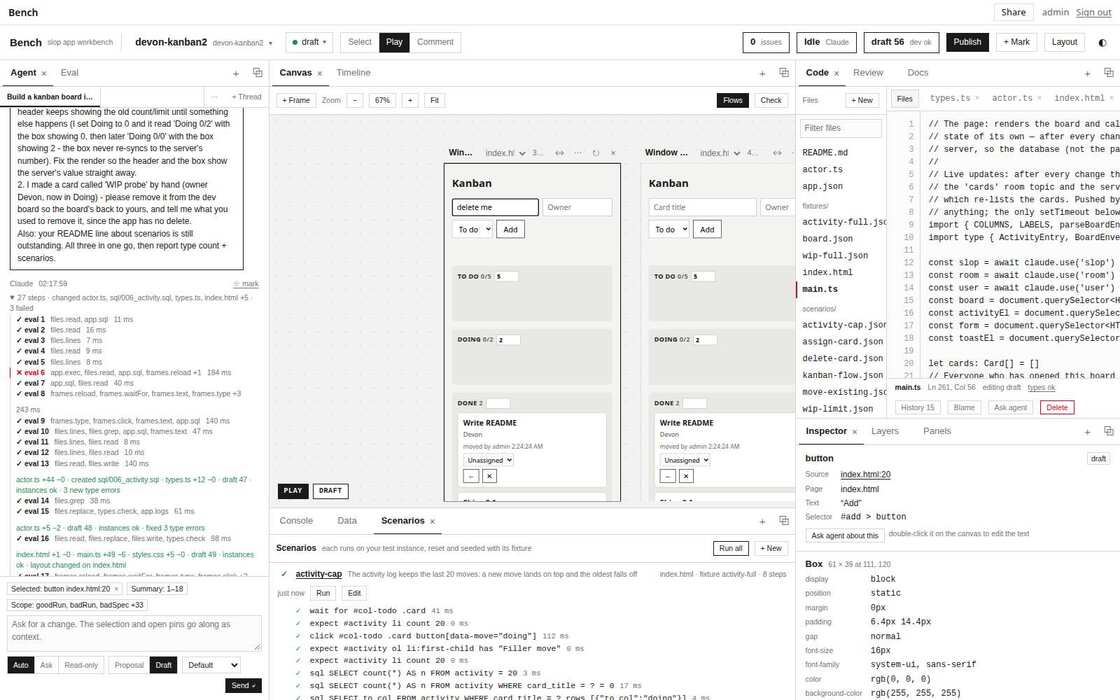 Bench
Share
admin
Sign out
Bench slop app workbench
devon-kanban2 devon-kanban2 ▾
draft ▾
Select
Play
Comment
0 issues
Idle Claude
draft 56 dev ok
Publish
+ Mark
Layout
Agent ×
Eval
Build a kanban board i…
···
+ Thread
header keeps showing the old count/limit until something
else happens (I set Doing to 0 and it read 'Doing 0/2' with
the box showing 0, then later 'Doing 0/0' with the box
showing 2 - the box never re-syncs to the server's
number). Fix the render so the header and the box show
the server's value straight away.
2. I made a card called 'WIP probe' by hand (owner
Devon, now in Doing) - please remove it from the dev
board so the board's back to yours, and tell me what you
used to remove it, since the app has no delete.
Also: your README line about scenarios is still
outstanding. All three in one go, then report type count +
scenarios.
Claude 02:17:59
☆ mark
▾ 27 steps · changed actor.ts, sql/006_activity.sql, types.ts, index.html +5 ·
3 failed
✓ eval 1 files.read, app.sql 11 ms
✓ eval 2 files.read 16 ms
✓ eval 3 files.lines 7 ms
✓ eval 4 files.read 9 ms
✓ eval 5 files.lines 8 ms
✕ eval 6 app.exec, files.read, app.sql, frames.reload +1 184 ms
✓ eval 7 app.sql, files.read 40 ms
✓ eval 8 frames.reload, frames.waitFor, frames.text, frames.type +3
243 ms
✓ eval 9 frames.type, frames.click, frames.text, app.sql 140 ms
✓ eval 10 files.lines, files.grep, app.sql, frames.text 47 ms
✓ eval 11 files.lines, files.read 8 ms
✓ eval 12 files.lines, files.read 10 ms
✓ eval 13 files.read, files.write 140 ms
actor.ts +44 −0 · created sql/006_activity.sql · types.ts +12 −0 · draft 47 ·
instances ok · 3 new type errors
✓ eval 14 files.grep 38 ms
✓ eval 15 files.replace, types.check, app.logs 61 ms
actor.ts +5 −2 · draft 48 · instances ok · fixed 3 type errors
✓ eval 16 files.read, files.replace, files.write, types.check 98 ms
index.html +1 −0 · main.ts +49 −6 · styles.css +5 −0 · draft 49 · instances
ok · layout changed on index.html
Selected: button index.html:20 ×
Summary: 1–18
Scope: goodRun, badRun, badSpec +33
Ask for a change. The selection and open pins go along as
context.
Auto
Ask
Read-only
Proposal
Draft
Default
Send
Canvas ×
Timeline
+ Frame
Zoom
−
67%
+
Fit
Flows
Check
Win… index.h 3… ⇔ ··· ↻ ×
Kanban
delete me
Owner
To do
Add
TO DO 0/5 5
DOING 0/2 2
DONE 2
Write README
Devon
moved by admin 2:24:24 AM
Unassigned
← ✕
Window … index.h 4… ⇔ ···
Kanban
Card title
Owner
To do
Add
TO DO 0/5 5
DOING 0/2 2
DONE 2
Write README
Devon
moved by admin 2:24:24 AM
Unassigned
← ✕
PLAY
DRAFT
Console
Data
Scenarios ×
Scenarios each runs on your test instance, reset and seeded with its fixture
Run all
+ New
✓ activity-cap The activity log keeps the last 20 moves: a new move lands on top and the oldest falls off
index.html · fixture activity-full · 8 steps
just now
Run
Edit
✓ wait for #col-todo .card 41 ms
✓ expect #activity li count 20 0 ms
✓ click #col-todo .card button[data-move="doing"] 112 ms
✓ expect #activity ol li:first-child has "Filler move" 0 ms
✓ expect #activity li count 20 0 ms
✓ sql SELECT count(*) AS n FROM activity = 20 3 ms
✓ sql SELECT count(*) AS n FROM activity WHERE card_title = ? = 0 17 ms
Code ×
Review
Docs
Files
+ New
Filter files
README.md
actor.ts
app.json
fixtures/
activity-full.jso
board.json
wip-full.json
index.html
main.ts
scenarios/
activity-cap.json
assign-card.json
delete-card.json
kanban-flow.json
move-existing.jso
wip-limit.json
Files
types.ts ×
actor.ts ×
index.html ×
1 // The page: renders the board and cal
2 // state of its own — after every chan
3 // server, so the database (not the pa
4 //
5 // Live updates: after every change th
6 // the 'cards' room topic and the serv
7 // which re-lists the cards. Pushed by
8 // anything; the only setTimeout below
9 import { COLUMNS, LABELS, parseBoardEn
10 import type { ActivityEntry, BoardEnve
11
12 const slop = await claude.use('slop')
13 const room = await claude.use('room')
14 const user = await claude.use('user')
15 const board = document.querySelector<H
16 const activityEl = document.querySelec
17 const form = document.querySelector<HT
18 const toastEl = document.querySelector
19
20 let cards: Card[] = []
21 // Everyone who has opened this board
main.ts Ln 261, Col 56 editing draft types ok
History 15
Blame
Ask agent
Delete
Inspector ×
Layers
Panels
button
draft
Source index.html:20
Page index.html
Text "Add"
Selector #add > button
Ask agent about this
double-click it on the canvas to edit the text
Box 61 × 39 at 111, 120
display block
position static
margin 0px
padding 6.4px 14.4px
gap normal
font-size 16px
font-family system-ui, sans-serif
color rgb(0, 0, 0)
background-color rgb(255, 255, 255)